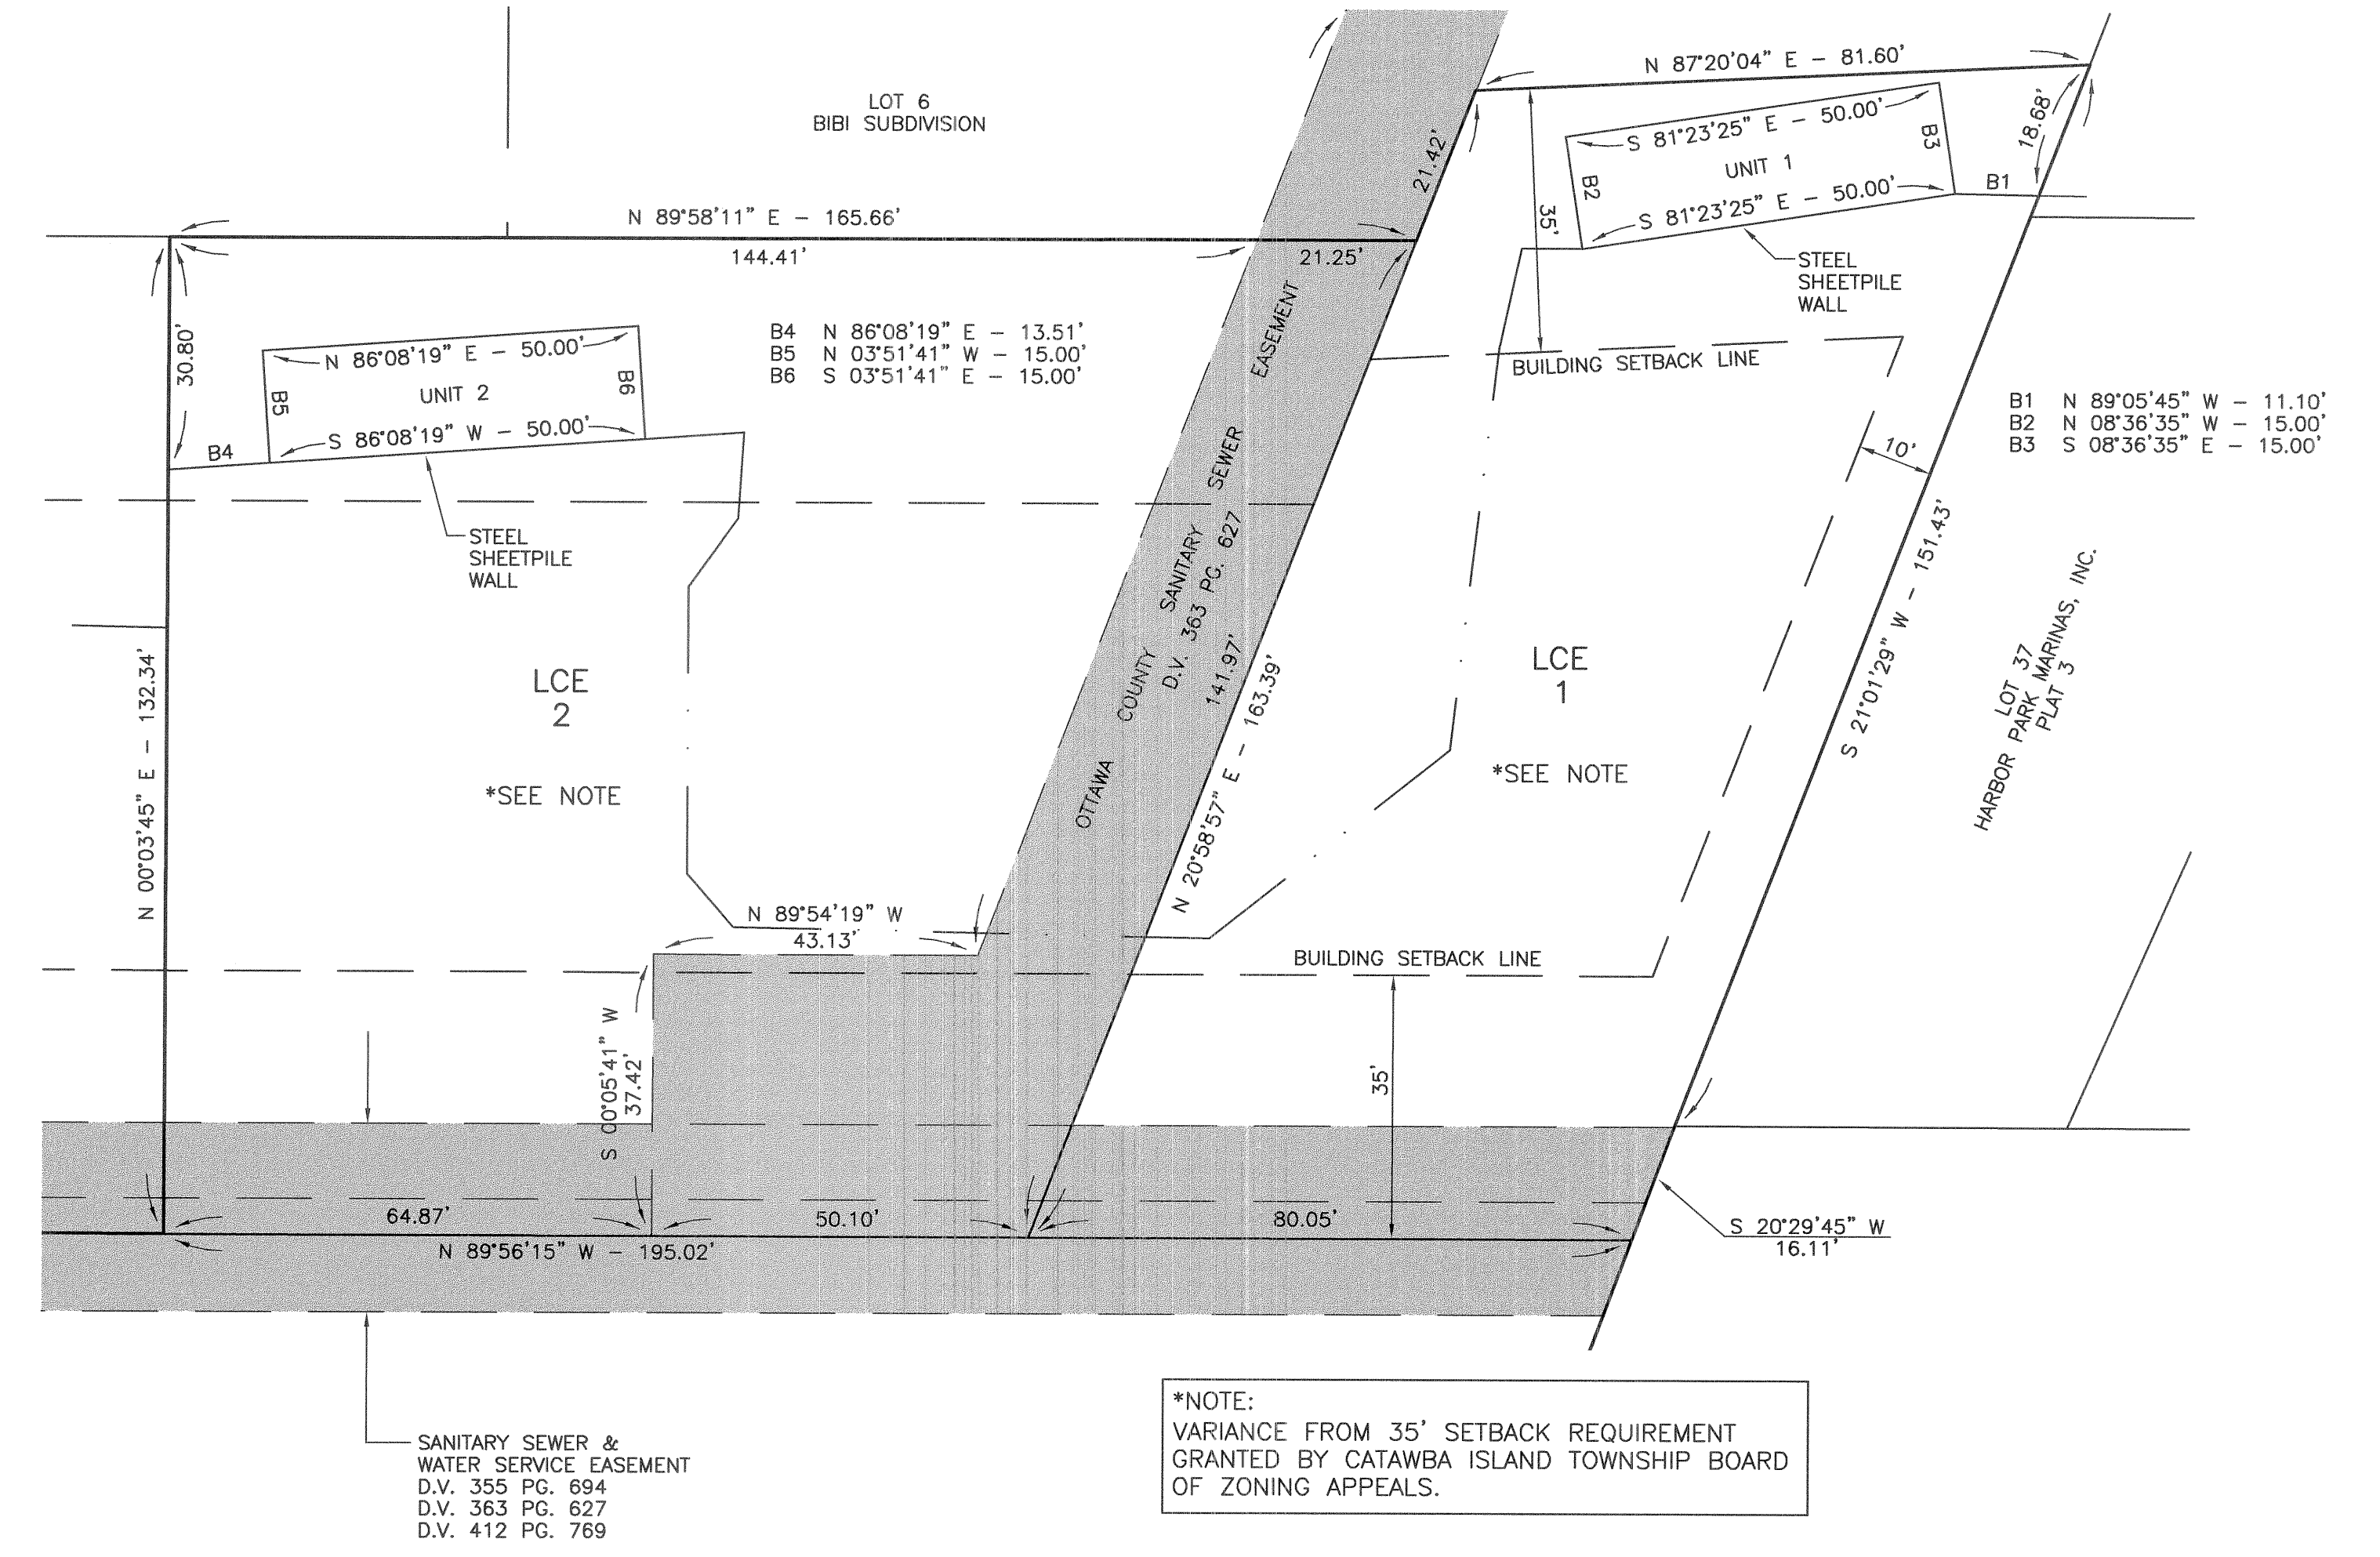 N 87°20'04" E - 81.60'
LOT 6
BIBI SUBDIVISION
S 81°23'25" E - 50.00'
B3
18.68'
UNIT 1
B2
S 81°23'25" E - 50.00'
B1
21.42'
35'
N 89°58'11" E - 165.66'
144.41'
21.25'
STEEL
SHEETPILE
WALL
30.80'
N 86°08'19" E - 50.00'
UNIT 2
B5
B6
S 86°08'19" W - 50.00'
B4
B4 N 86°08'19" E - 13.51'
B5 N 03°51'41" W - 15.00'
B6 S 03°51'41" E - 15.00'
BUILDING SETBACK LINE
B1 N 89°05'45" W - 11.10'
B2 N 08°36'35" W - 15.00'
B3 S 08°36'35" E - 15.00'
10'
STEEL
SHEETPILE
WALL
OTTAWA COUNTY SANITARY SEWER EASEMENT
D.V. 363 PG. 627
141.97'
N 20°58'57" E - 163.39'
S 21°01'29" W - 151.43'
LOT 37
HARBOR PARK MARINAS, INC.
PLAT 3
LCE
1
*SEE NOTE
LCE
2
*SEE NOTE
N 00°03'45" E - 132.34'
N 89°54'19" W
43.13'
BUILDING SETBACK LINE
S 00°05'41" W
37.42'
35'
64.87'
50.10'
80.05'
N 89°56'15" W - 195.02'
S 20°29'45" W
16.11'
*NOTE:
VARIANCE FROM 35' SETBACK REQUIREMENT
GRANTED BY CATAWBA ISLAND TOWNSHIP BOARD
OF ZONING APPEALS.
SANITARY SEWER &
WATER SERVICE EASEMENT
D.V. 355 PG. 694
D.V. 363 PG. 627
D.V. 412 PG. 769